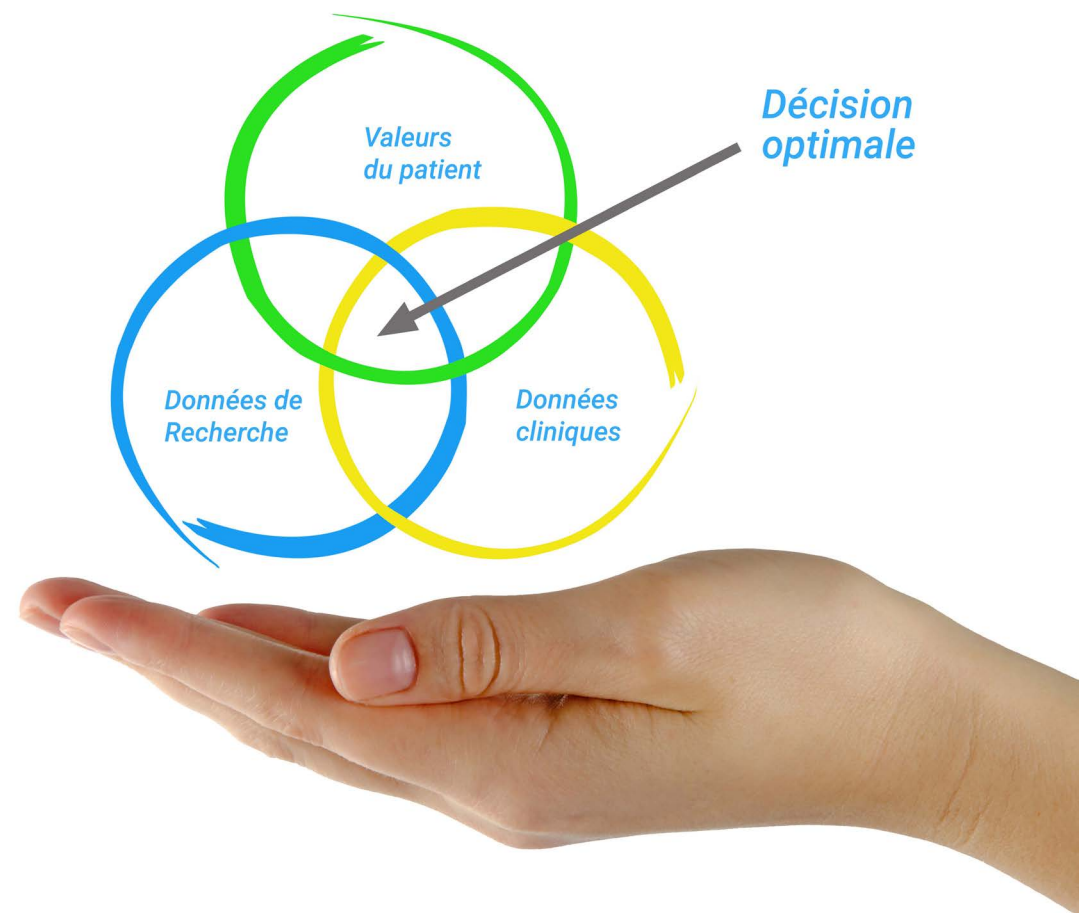 Valeurs
du patient
Décision
optimale
Données de
Recherche
Données
cliniques